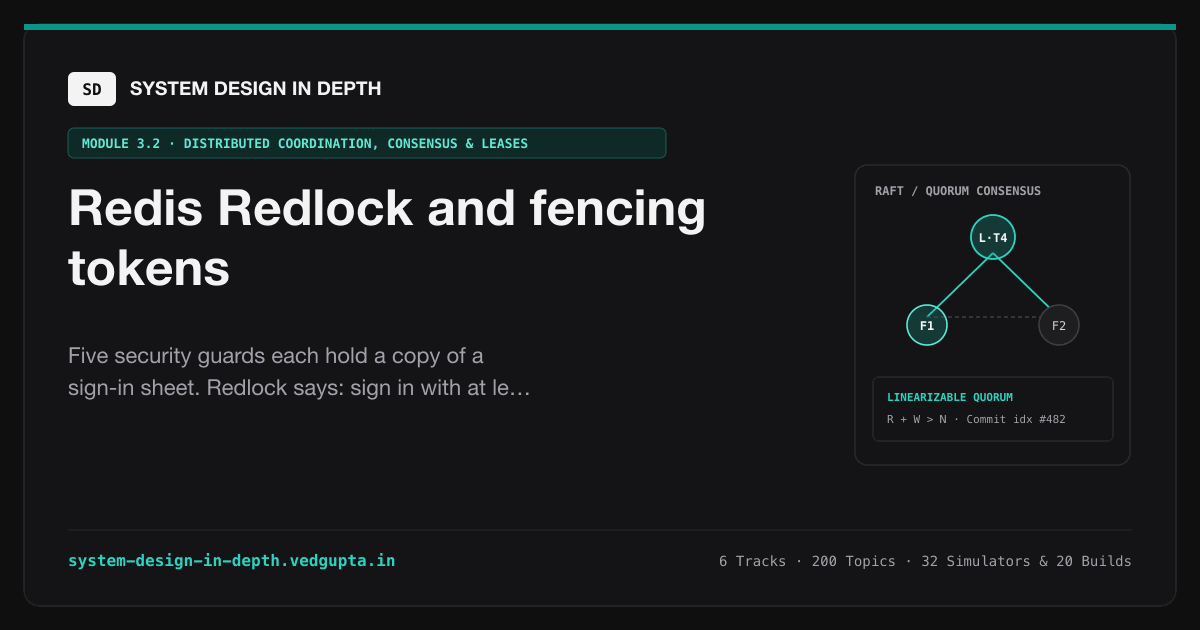 SD SYSTEM DESIGN IN DEPTH
MODULE 3.2 · DISTRIBUTED COORDINATION, CONSENSUS & LEASES
Redis Redlock and fencing
tokens
Five security guards each hold a copy of a
sign-in sheet. Redlock says: sign in with at le…
RAFT / QUORUM CONSENSUS
L·T4
F1
F2
LINEARIZABLE QUORUM
R + W > N · Commit idx #482
system-design-in-depth.vedgupta.in
6 Tracks · 200 Topics · 32 Simulators & 20 Builds